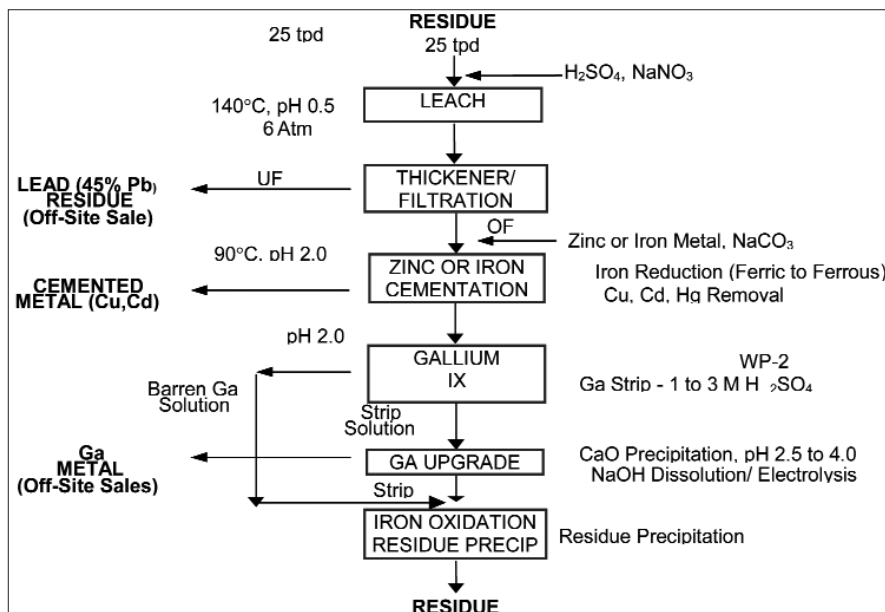 RESIDUE
25 tpd
25 tpd
H2SO4, NaNO3
LEACH
140°C, pH 0.5
6 Atm
LEAD (45% Pb)
RESIDUE
(Off-Site Sale)
UF
THICKENER/
FILTRATION
OF
Zinc or Iron Metal, NaCO3
90°C, pH 2.0
CEMENTED
METAL (Cu,Cd)
ZINC OR IRON
CEMENTATION
Iron Reduction (Ferric to Ferrous)
Cu, Cd, Hg Removal
pH 2.0
GALLIUM
IX
WP-2
Ga Strip - 1 to 3 M H 2SO4
Barren Ga
Solution
Strip
Solution
Ga
METAL
(Off-Site Sales)
GA UPGRADE
CaO Precipitation, pH 2.5 to 4.0
NaOH Dissolution/ Electrolysis
Strip
IRON OXIDATION
RESIDUE PRECIP
Residue Precipitation
RESIDUE